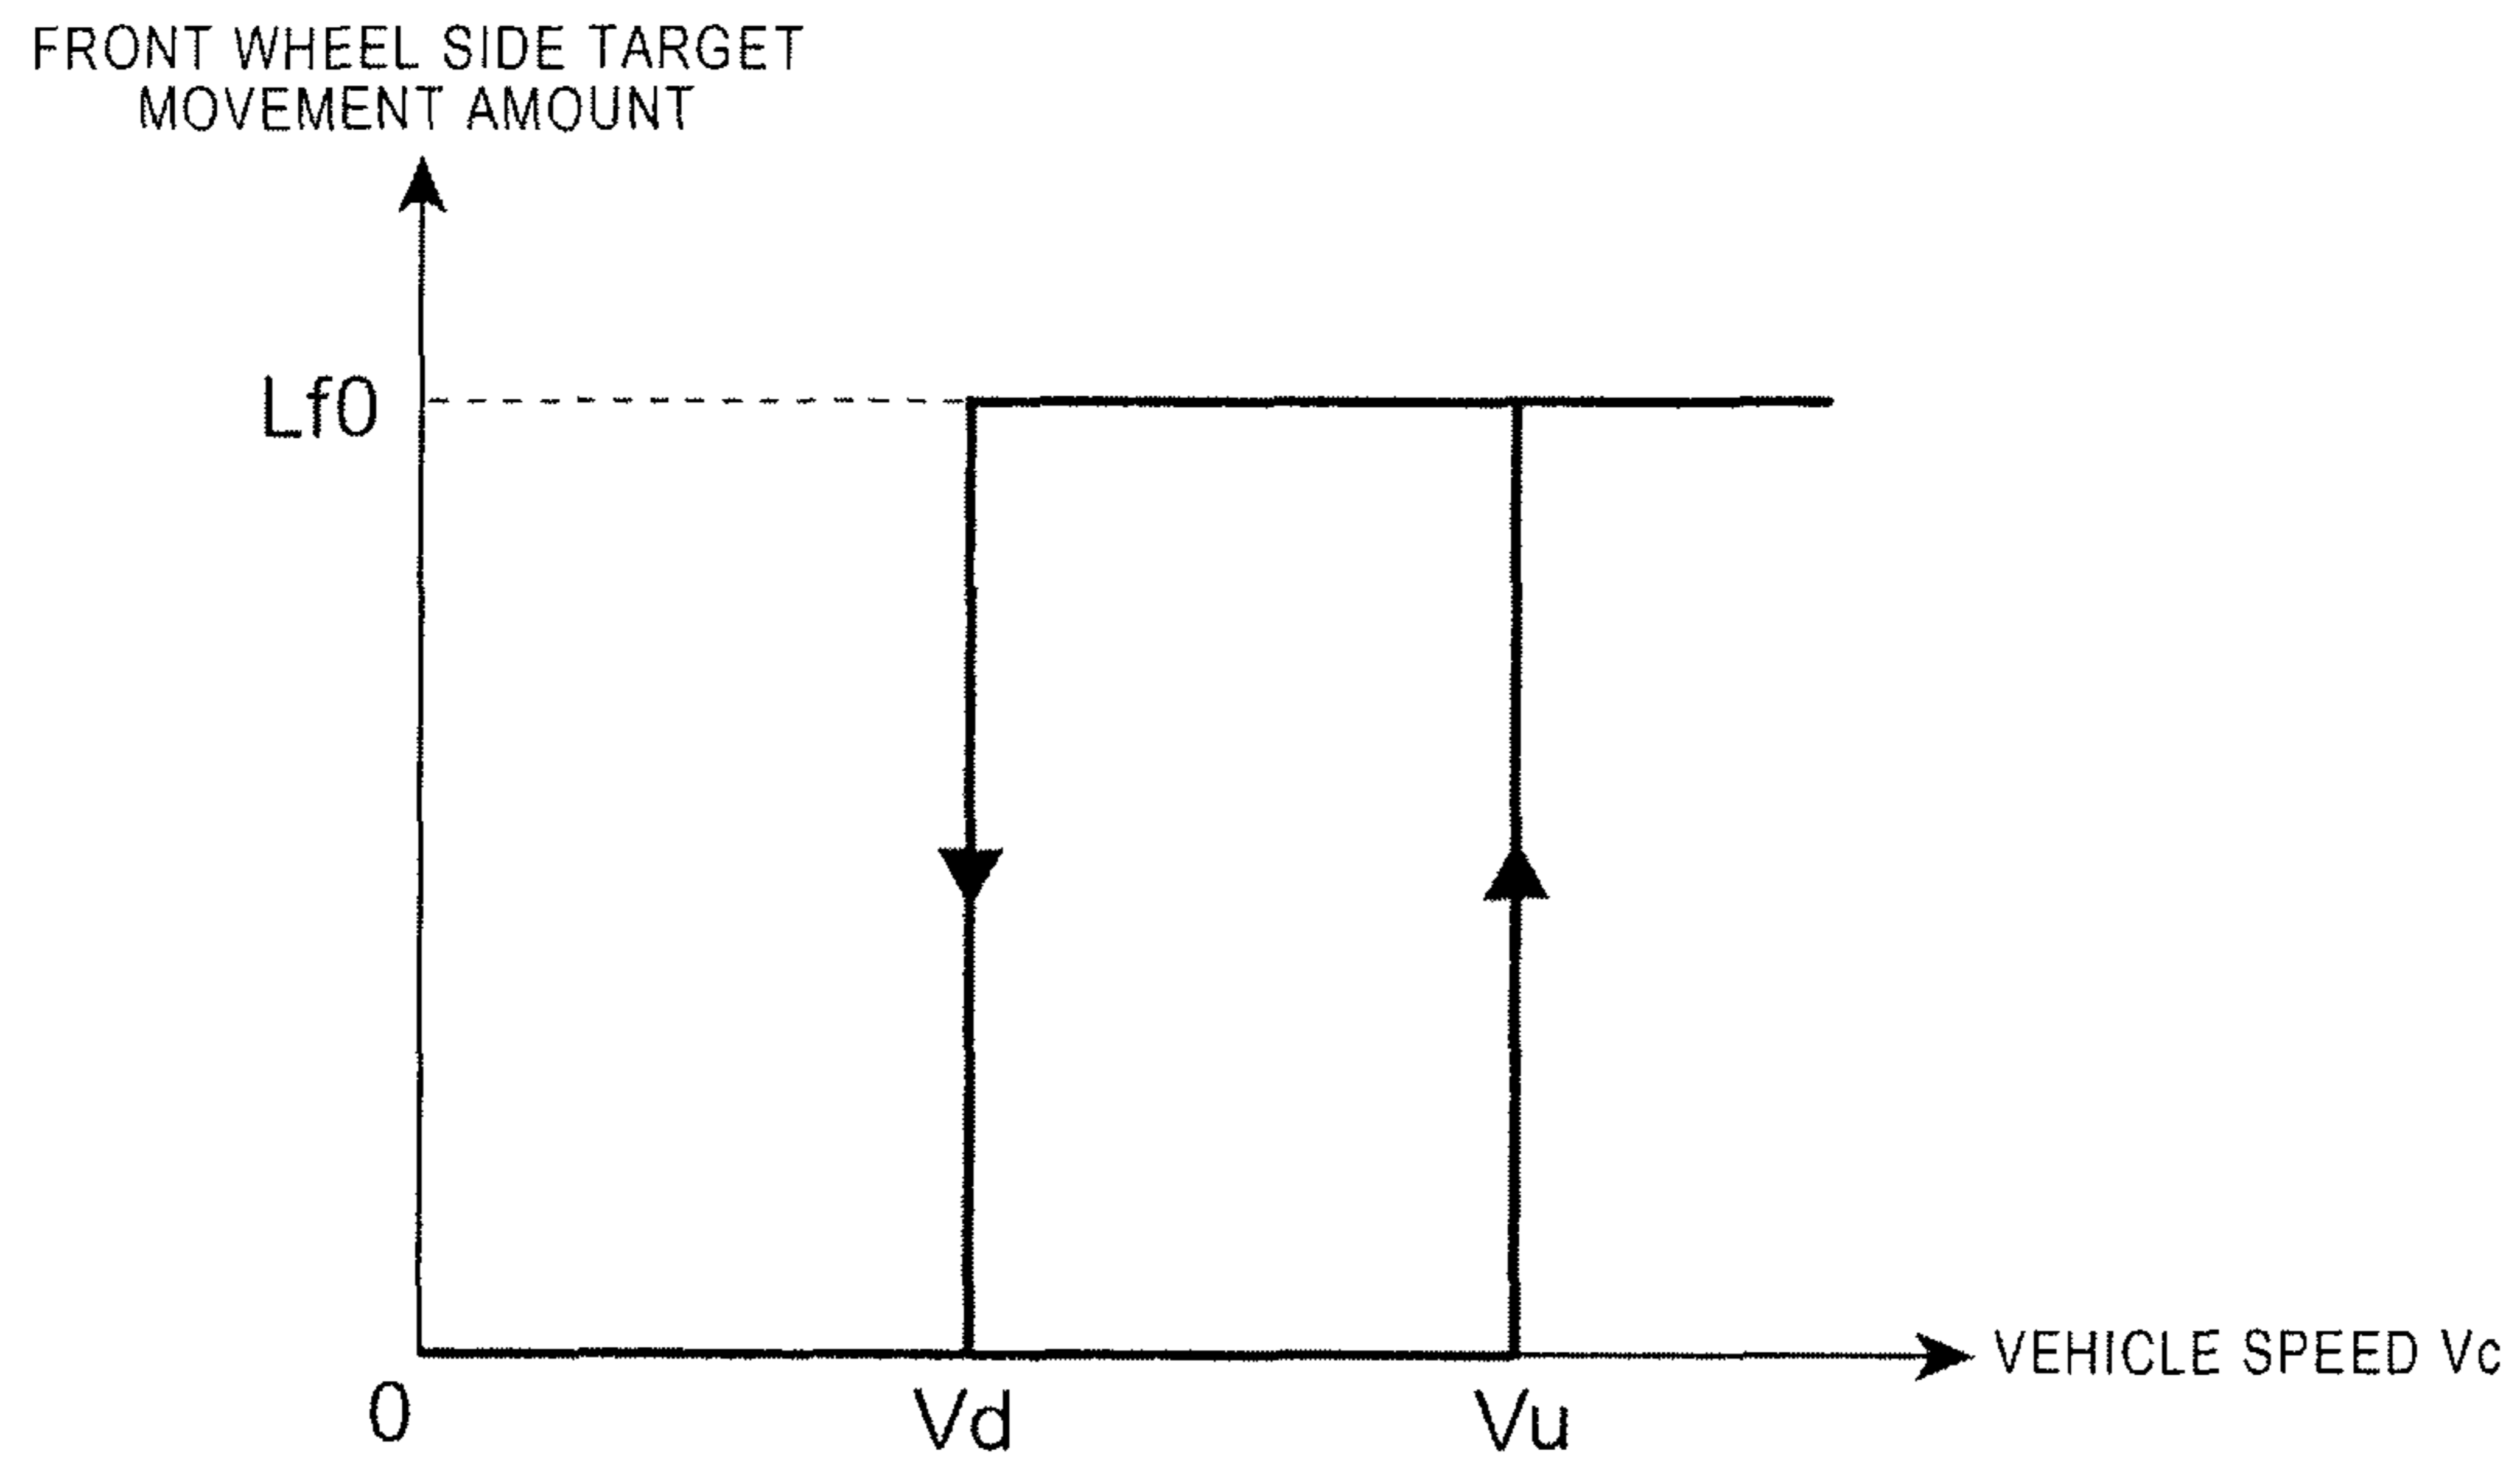 FRONT WHEEL SIDE TARGET
MOVEMENT AMOUNT
Lf0
0
Vd
Vu
VEHICLE SPEED Vc